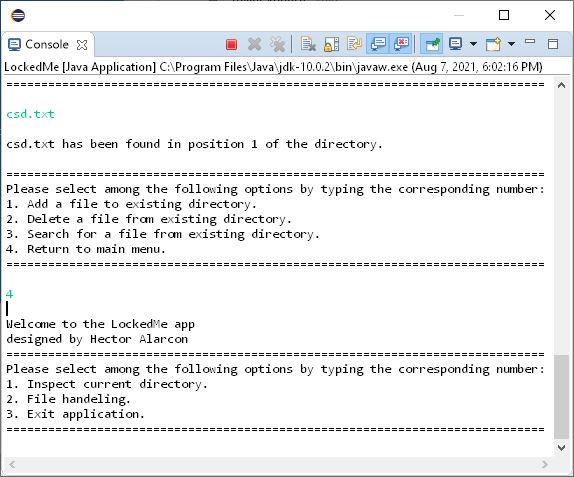 Console
LockedMe [Java Application] C:\Program Files\Java\jdk-10.0.2\bin\javaw.exe (Aug 7, 2021, 6:02:16 PM)
==============================================================================
csd.txt
csd.txt has been found in position 1 of the directory.
==============================================================================
Please select among the following options by typing the corresponding number:
1. Add a file to existing directory.
2. Delete a file from existing directory.
3. Search for a file from existing directory.
4. Return to main menu.
==============================================================================
4
Welcome to the LockedMe app
designed by Hector Alarcon
==============================================================================
Please select among the following options by typing the corresponding number:
1. Inspect current directory.
2. File handeling.
3. Exit application.
==============================================================================